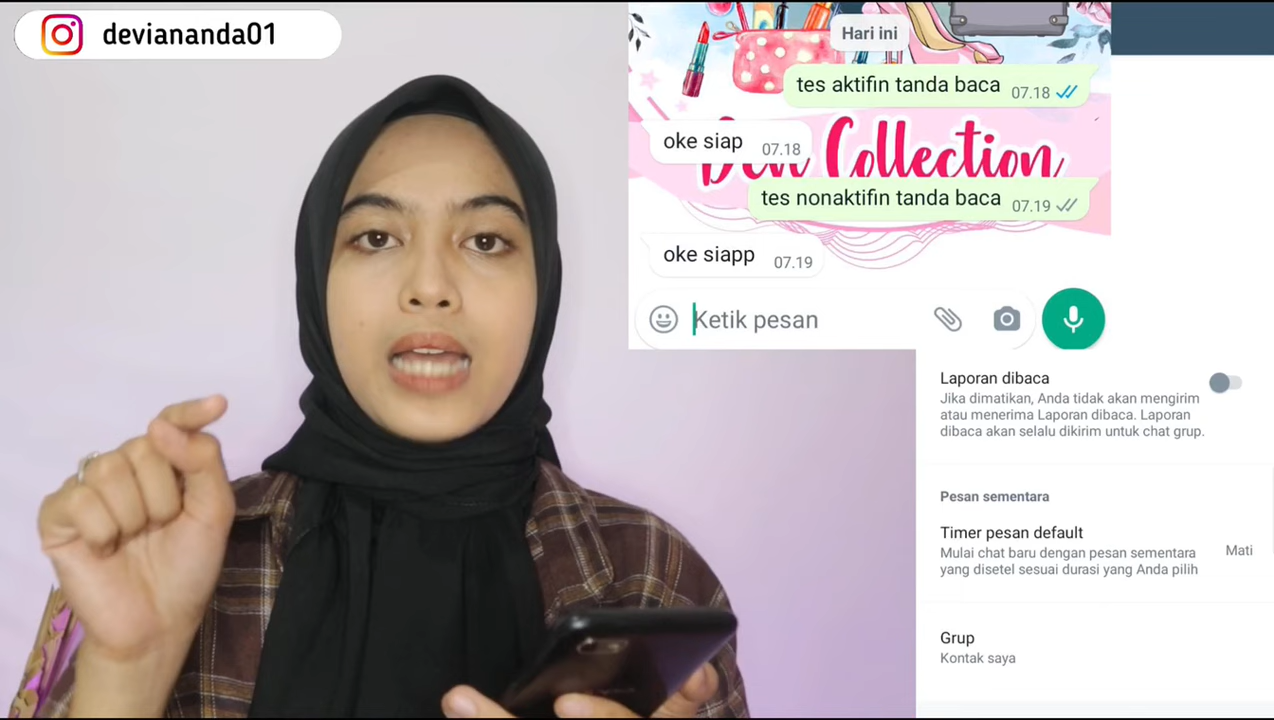 deviananda01
Hari ini
tes aktifin tanda baca 07.18
oke siap 07.18
Devi Collection
tes nonaktifin tanda baca 07.19
oke siapp 07.19
Ketik pesan
Laporan dibaca
Jika dimatikan, Anda tidak akan mengirim
atau menerima Laporan dibaca. Laporan
dibaca akan selalu dikirim untuk chat grup.
Pesan sementara
Timer pesan default
Mulai chat baru dengan pesan sementara
yang disetel sesuai durasi yang Anda pilih
Mati
Grup
Kontak saya